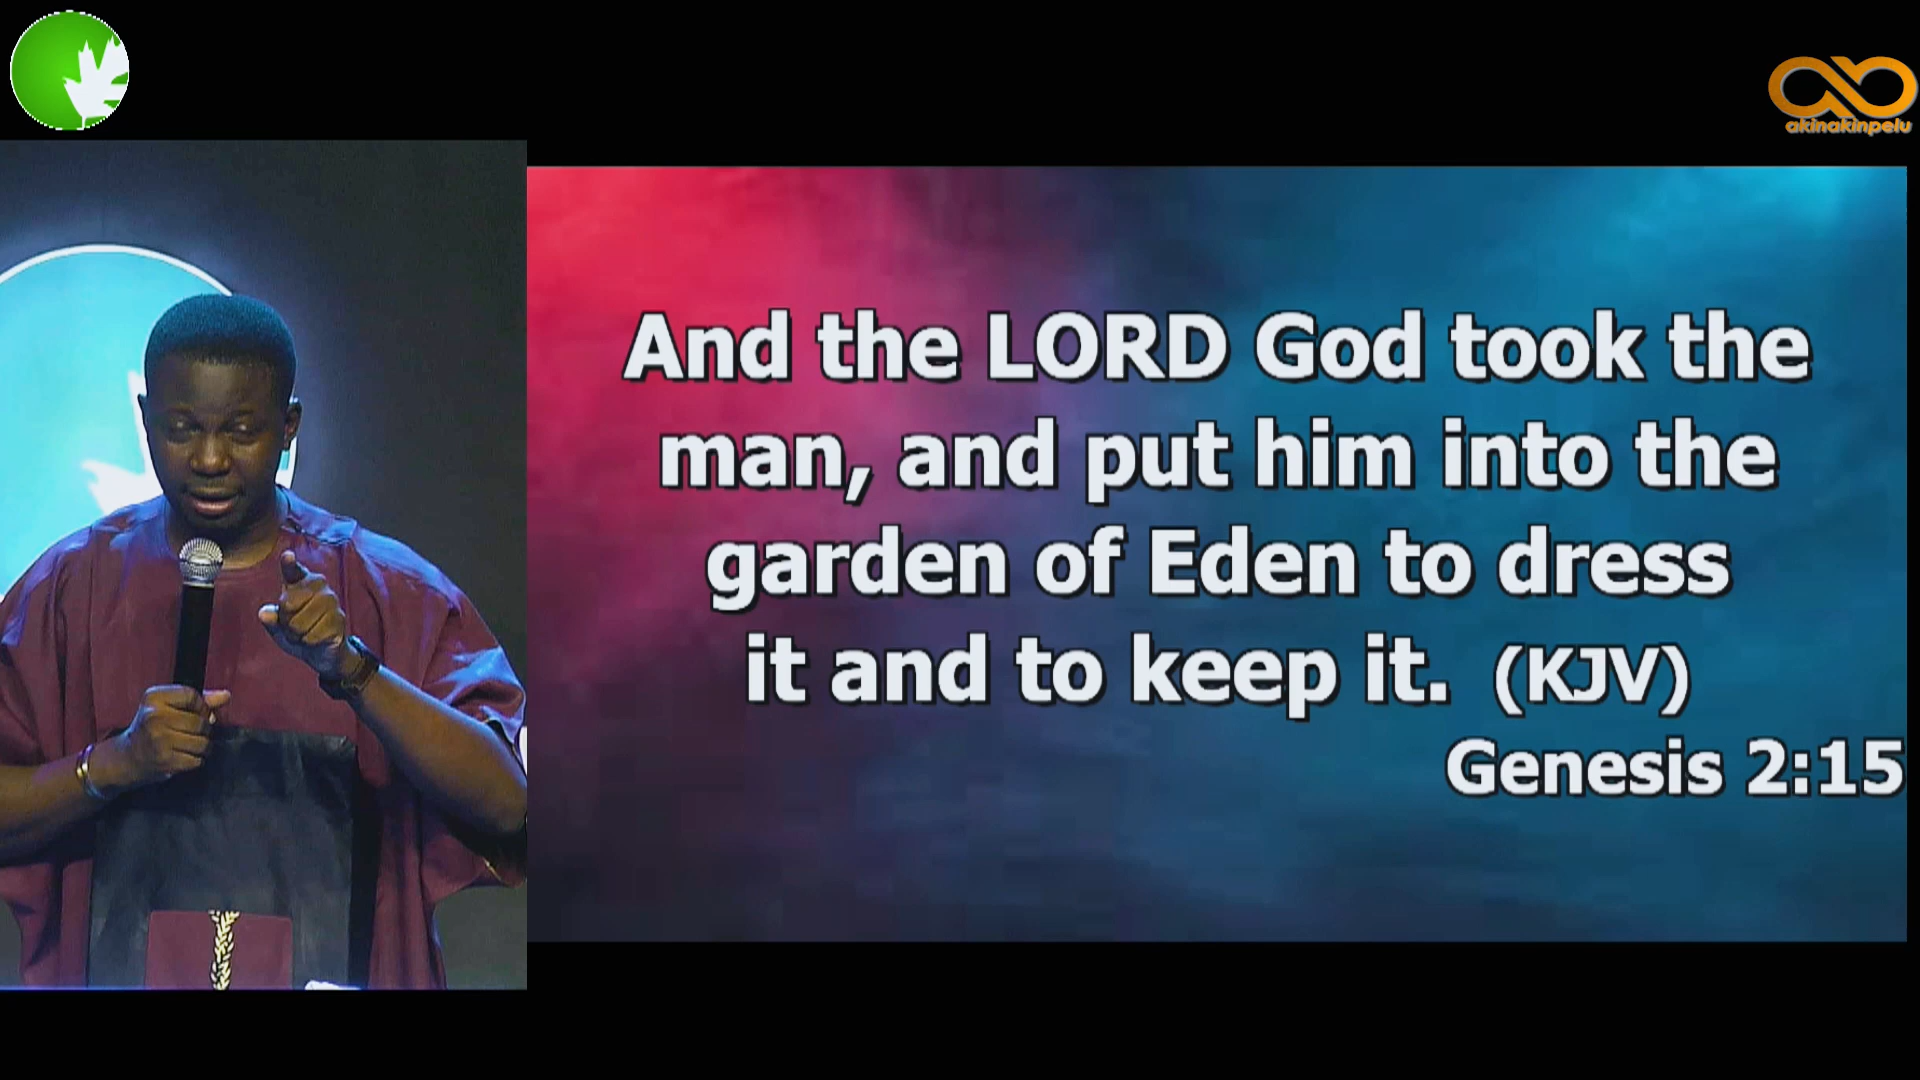 akinakinpelu
And the LORD God took the
man, and put him into the
garden of Eden to dress
it and to keep it. (KJV)
Genesis 2:15